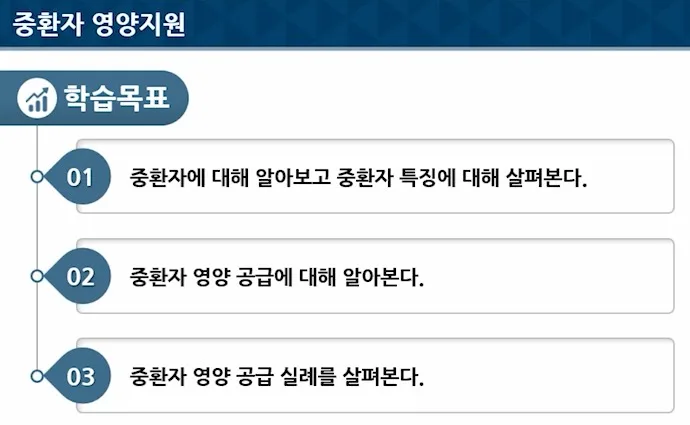 중환자 영양지원
학습목표
01
중환자에 대해 알아보고 중환자 특징에 대해 살펴본다.
02
중환자 영양 공급에 대해 알아본다.
03
중환자 영양 공급 실례를 살펴본다.